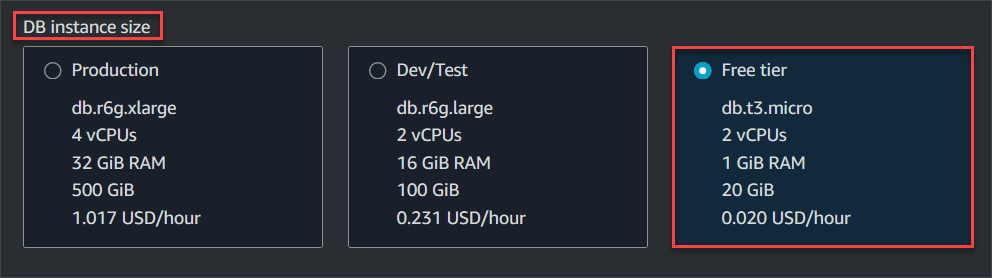 DB instance size
Production
db.r6g.xlarge
4 vCPUs
32 GiB RAM
500 GiB
1.017 USD/hour
Dev/Test
db.r6g.large
2 vCPUs
16 GiB RAM
100 GiB
0.231 USD/hour
Free tier
db.t3.micro
2 vCPUs
1 GiB RAM
20 GiB
0.020 USD/hour